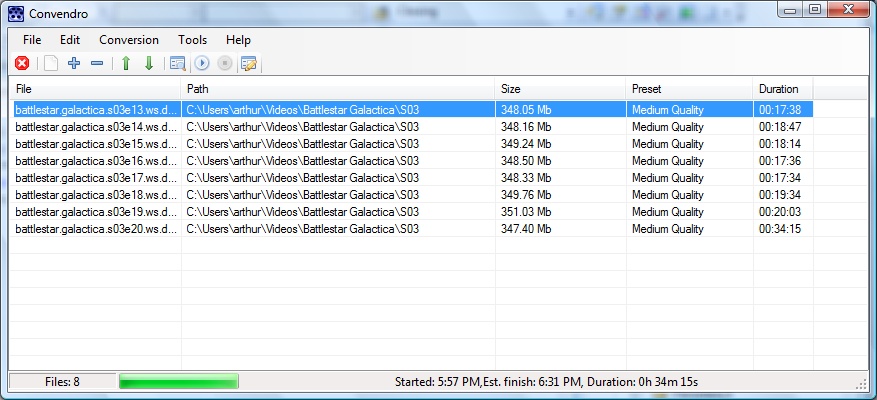 Convendro
File Edit Conversion Tools Help
File Path Size Preset Duration
battlestar.galactica.s03e13.ws.d... C:\Users\arthur\Videos\Battlestar Galactica\S03 348.05 Mb Medium Quality 00:17:38
battlestar.galactica.s03e14.ws.d... C:\Users\arthur\Videos\Battlestar Galactica\S03 348.16 Mb Medium Quality 00:18:47
battlestar.galactica.s03e15.ws.d... C:\Users\arthur\Videos\Battlestar Galactica\S03 349.24 Mb Medium Quality 00:18:14
battlestar.galactica.s03e16.ws.d... C:\Users\arthur\Videos\Battlestar Galactica\S03 348.50 Mb Medium Quality 00:17:36
battlestar.galactica.s03e17.ws.d... C:\Users\arthur\Videos\Battlestar Galactica\S03 348.33 Mb Medium Quality 00:17:34
battlestar.galactica.s03e18.ws.d... C:\Users\arthur\Videos\Battlestar Galactica\S03 349.76 Mb Medium Quality 00:19:34
battlestar.galactica.s03e19.ws.d... C:\Users\arthur\Videos\Battlestar Galactica\S03 351.03 Mb Medium Quality 00:20:03
battlestar.galactica.s03e20.ws.d... C:\Users\arthur\Videos\Battlestar Galactica\S03 347.40 Mb Medium Quality 00:34:15
Files: 8 Started: 5:57 PM,Est. finish: 6:31 PM, Duration: 0h 34m 15s